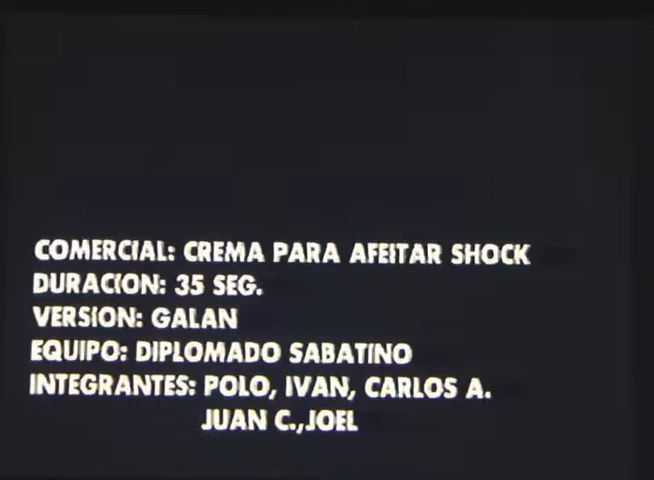 COMERCIAL: CREMA PARA AFEITAR SHOCK
DURACION: 35 SEG.
VERSION: GALAN
EQUIPO: DIPLOMADO SABATINO
INTEGRANTES: POLO, IVAN, CARLOS A.
JUAN C.,JOEL